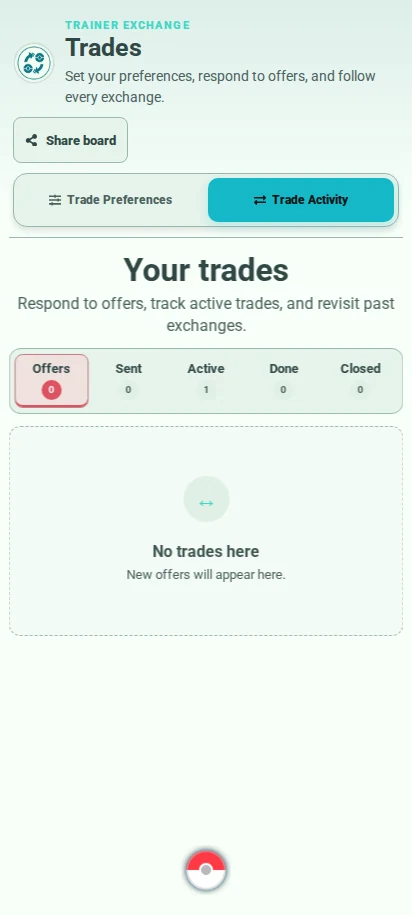 TRAINER EXCHANGE
Trades
Set your preferences, respond to offers, and follow
every exchange.
Share board
Trade Preferences
Trade Activity
Your trades
Respond to offers, track active trades, and revisit past
exchanges.
Offers Sent Active Done Closed
0 0 1 0 0
No trades here
New offers will appear here.